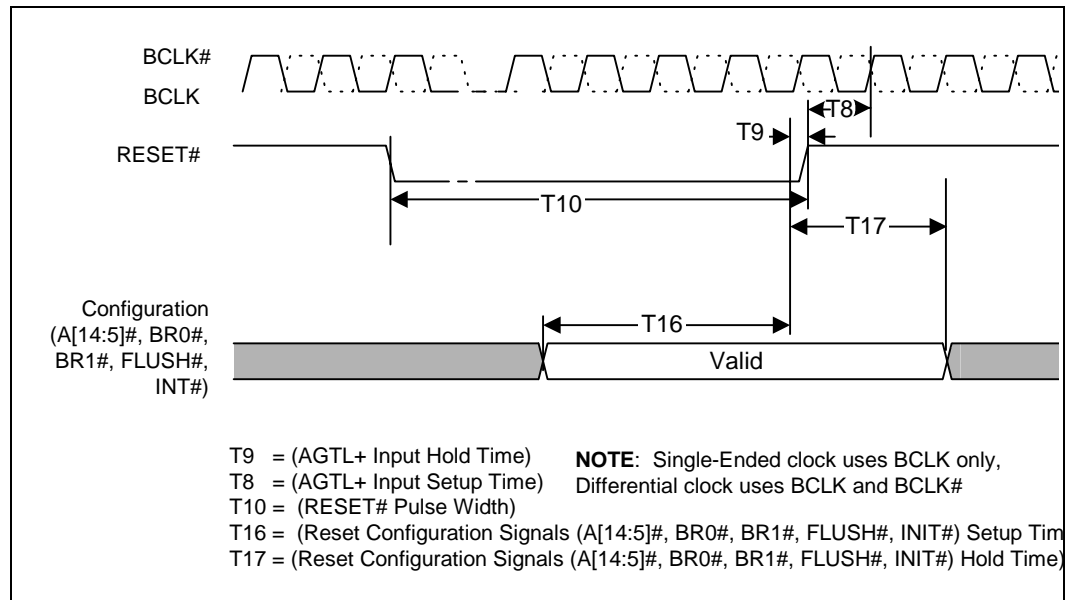 BCLK#
BCLK
RESET#
T8
T9
T10
T17
Configuration
(A[14:5]#, BR0#,
BR1#, FLUSH#,
INT#)
T16
Valid
T9 = (AGTL+ Input Hold Time)
T8 = (AGTL+ Input Setup Time)
T10 = (RESET# Pulse Width)
NOTE: Single-Ended clock uses BCLK only,
Differential clock uses BCLK and BCLK#
T16 = (Reset Configuration Signals (A[14:5]#, BR0#, BR1#, FLUSH#, INIT#) Setup Tim
T17 = (Reset Configuration Signals (A[14:5]#, BR0#, BR1#, FLUSH#, INIT#) Hold Time)